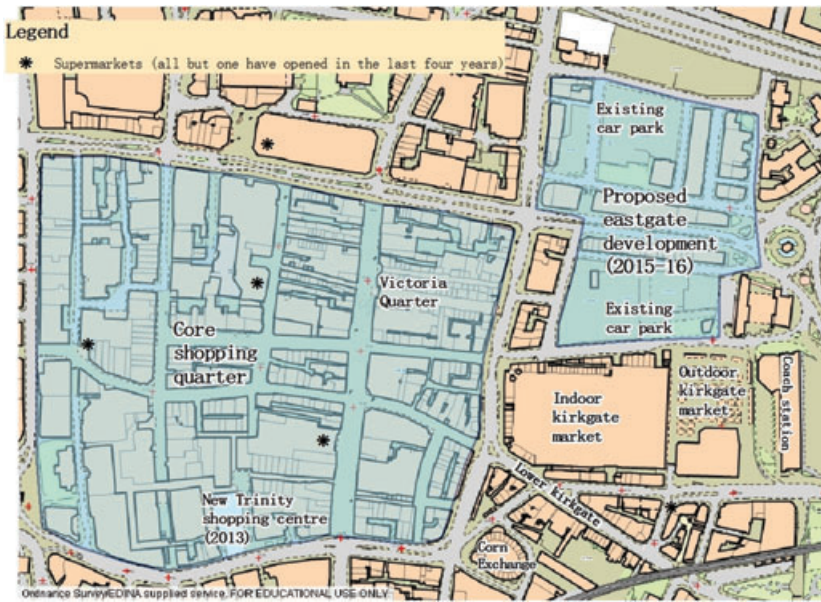 Legend
Supermarkets (all but one have opened in the last four years)
Existing
car park
Proposed
eastgate
development
(2015-16)
Existing
car park
Victoria
Quarter
Core
shopping
quarter
Indoor
kirkgate
market
Outdoor
kirkgate
market
Coach station
Lower kirkgate
New Trinity
shopping centre
(2013)
Corn
Exchange
Ordnance Survey/EDINA supplied service. FOR EDUCATIONAL USE ONLY